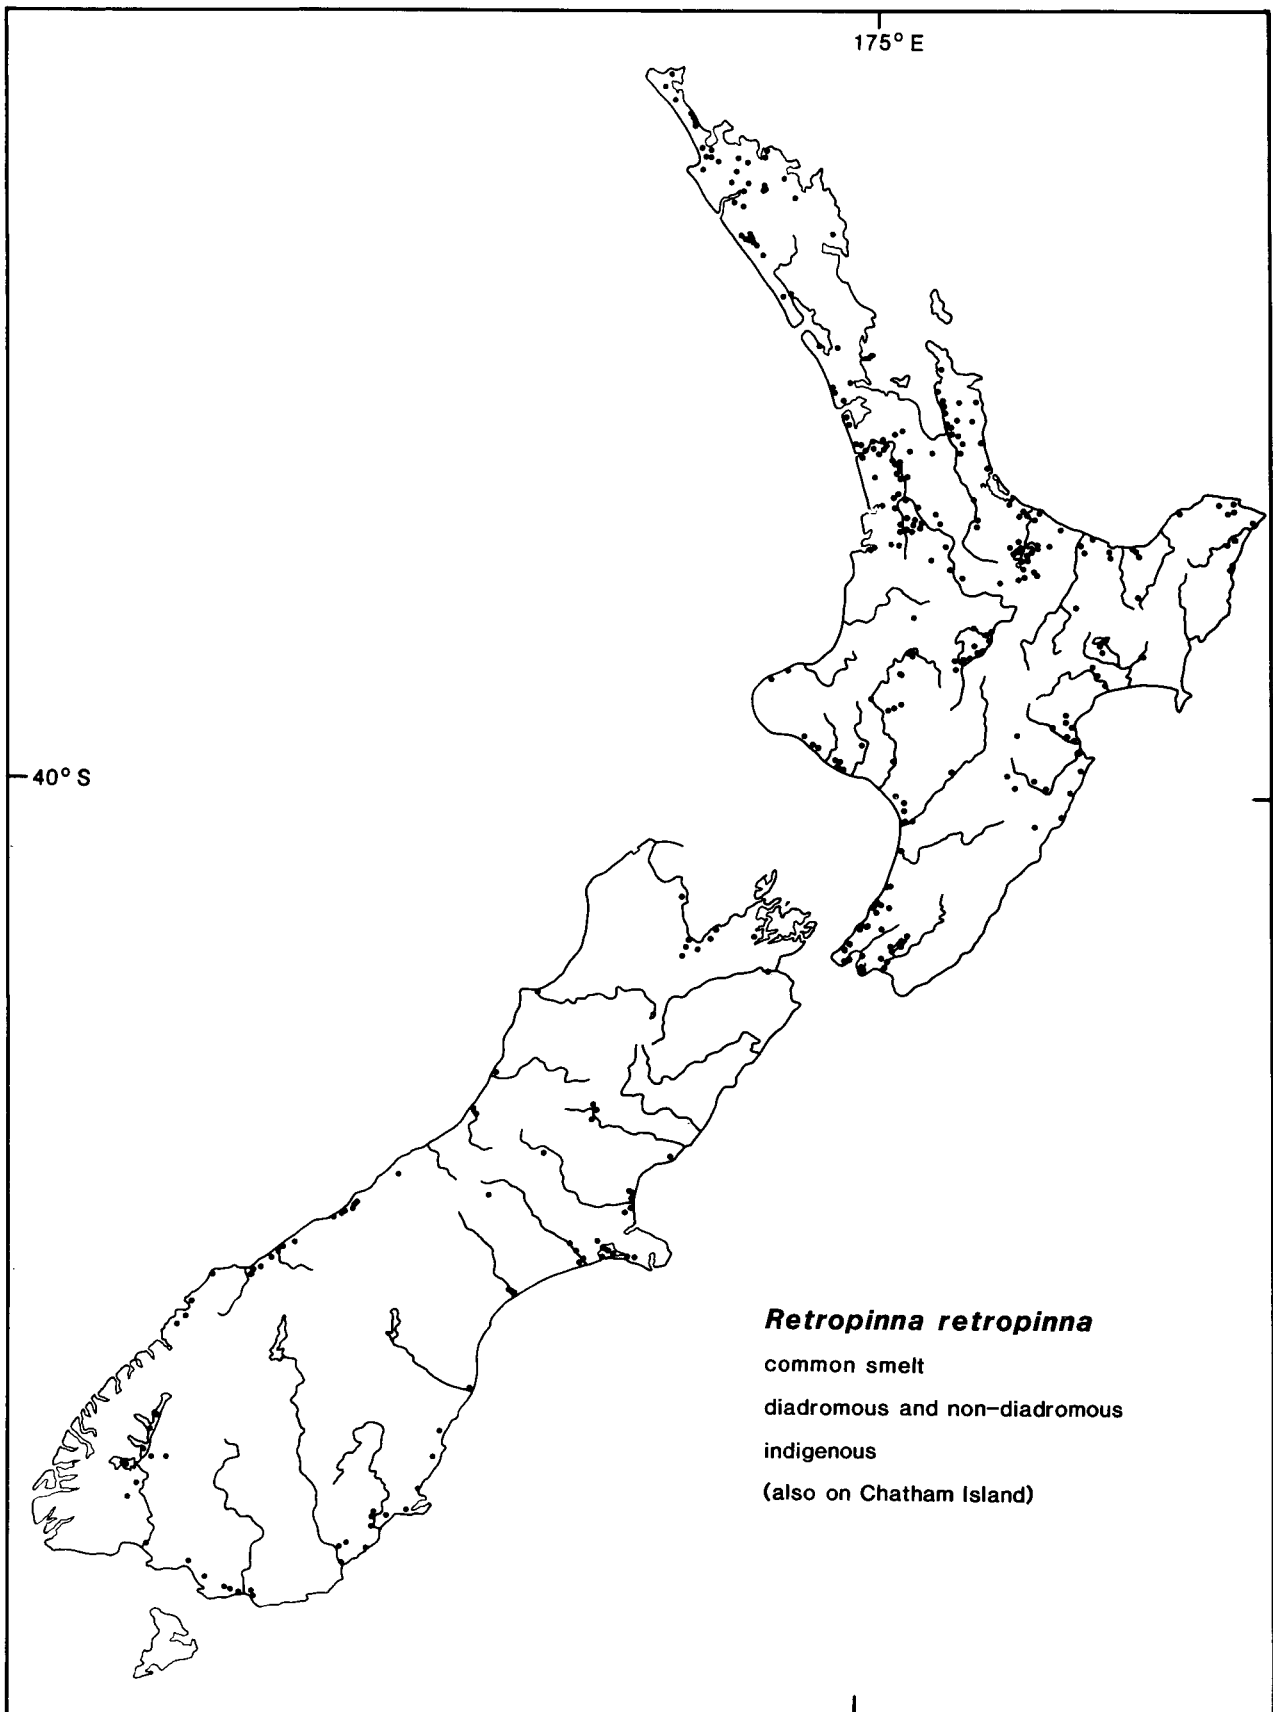 175° E
40° S
Retropinna retropinna
common smelt
diadromous and non-diadromous
indigenous
(also on Chatham Island)